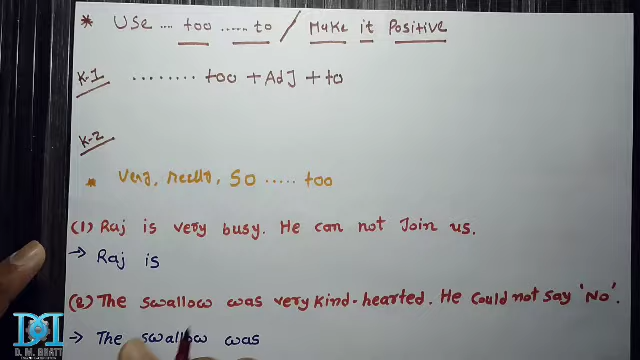 * Use .... too ...... to / Make it Positive
K-1 ........ too + Adj + to
K-2
* Very, really, So ..... too
(1) Raj is very busy. He can not Join us.
→ Raj is
(2) The swallow was very kind-hearted. He could not say 'No'.
→ The swallow was
D. M. BHATT